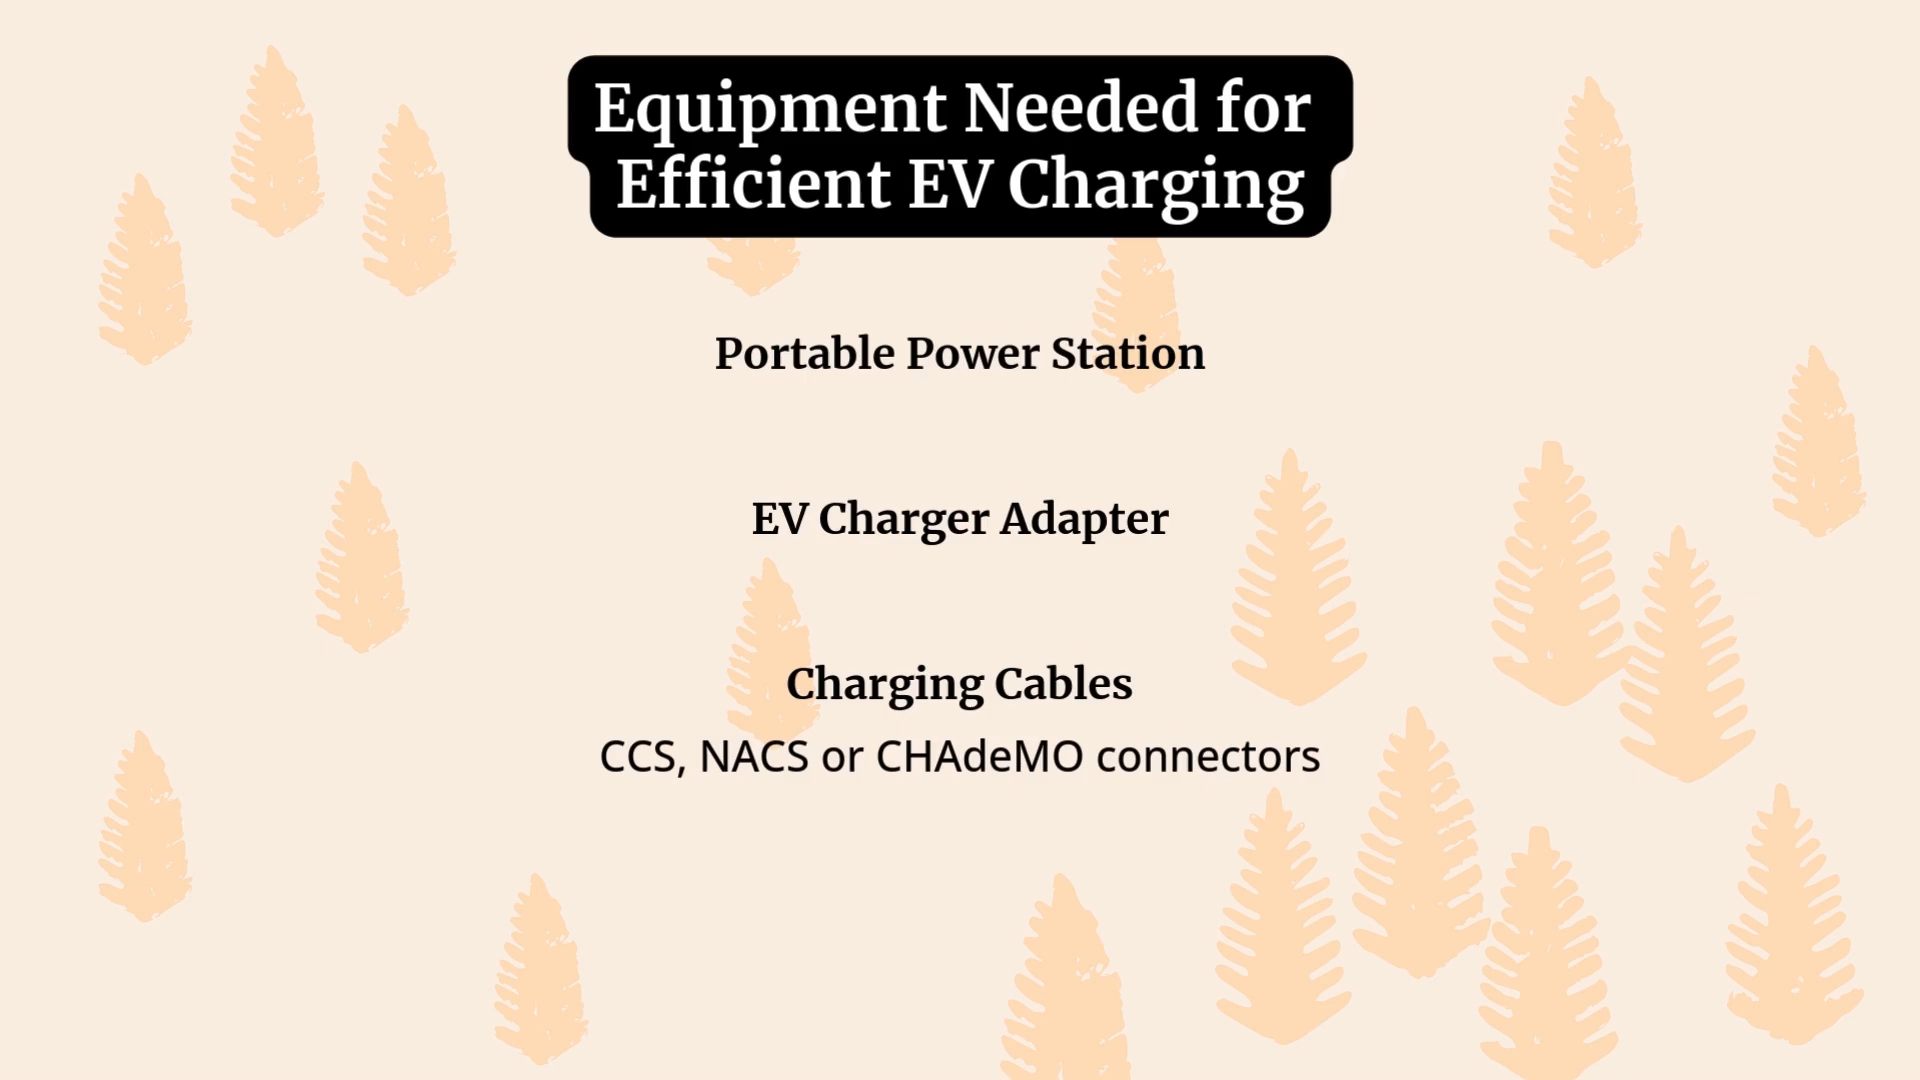 Equipment Needed for
Efficient EV Charging
Portable Power Station
EV Charger Adapter
Charging Cables
CCS, NACS or CHAdeMO connectors